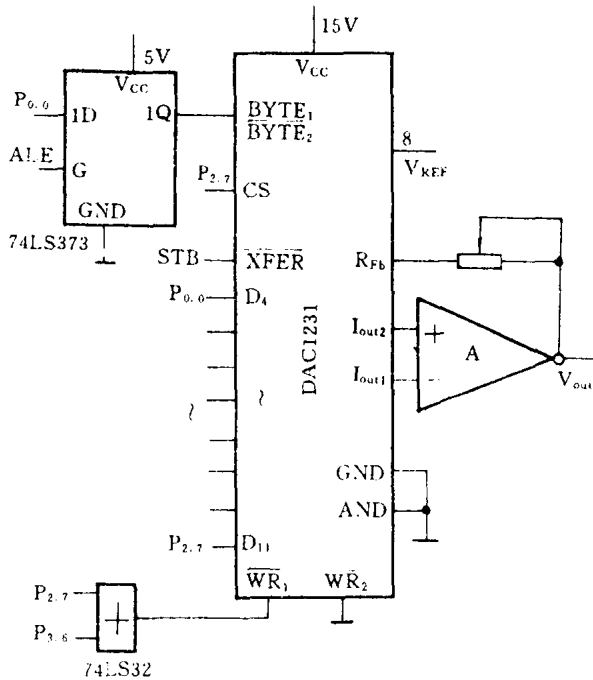 5V
15V
VCC
VCC
P0.0
1D
1Q
BYTE1
BYTE2
ALE
G
8
VREF
P2.7
CS
GND
74LS373
STB
XFER
RFb
P0.0
D4
DAC1231
Iout2
+
A
Iout1
Vout
GND
AND
P2.7
D11
WR1
WR2
P2.7
+
P3.6
74LS32